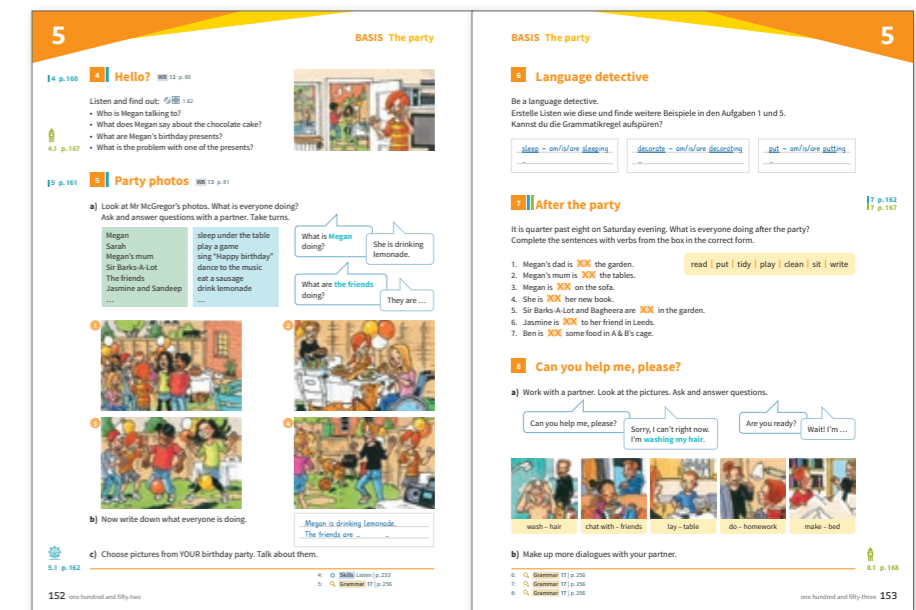 5
BASIS The party
4 p.160
4 Hello? WB 12 p.80
Listen and find out: 1.62
• Who is Megan talking to?
• What does Megan say about the chocolate cake?
• What are Megan's birthday presents?
• What is the problem with one of the presents?
4.1 p.167
5 p.161
5 Party photos WB 13 p.81
a) Look at Mr McGregor's photos. What is everyone doing?
Ask and answer questions with a partner. Take turns.
Megan
Sarah
Megan's mum
Sir Barks-A-Lot
The friends
Jasmine and Sandeep
...
sleep under the table
play a game
sing "Happy birthday"
dance to the music
eat a sausage
drink lemonade
...
What is Megan
doing?
She is drinking
lemonade.
What are the friends
doing?
They are ...
1
2
3
4
b) Now write down what everyone is doing.
Megan is drinking lemonade.
The friends are ...
c) Choose pictures from YOUR birthday party. Talk about them.
5.1 p.162
4: Skills Listen | p.233
5: Grammar 17 | p.256
152 one hundred and fifty-two
BASIS The party
5
6 Language detective
Be a language detective.
Erstelle Listen wie diese und finde weitere Beispiele in den Aufgaben 1 und 5.
Kannst du die Grammatikregel aufspüren?
sleep – am/is/are sleeping
...
decorate – am/is/are decorating
...
put – am/is/are putting
...
7 After the party
7 p.162
7 p.167
It is quarter past eight on Saturday evening. What is everyone doing after the party?
Complete the sentences with verbs from the box in the correct form.
read | put | tidy | play | clean | sit | write
1. Megan's dad is XX the garden.
2. Megan's mum is XX the tables.
3. Megan is XX on the sofa.
4. She is XX her new book.
5. Sir Barks-A-Lot and Bagheera are XX in the garden.
6. Jasmine is XX to her friend in Leeds.
7. Ben is XX some food in A & B's cage.
8 Can you help me, please?
a) Work with a partner. Look at the pictures. Ask and answer questions.
Can you help me, please?
Sorry, I can't right now.
I'm washing my hair.
Are you ready?
Wait! I'm ...
wash – hair
chat with – friends
lay – table
do – homework
make – bed
b) Make up more dialogues with your partner.
8.1 p.168
6: Grammar 17 | p.256
7: Grammar 17 | p.256
8: Grammar 17 | p.256
one hundred and fifty-three 153